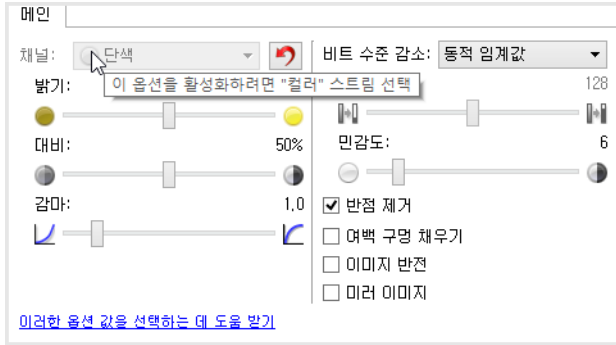 메인
채널: 단색
비트 수준 감소: 동적 임계값
이 옵션을 활성화하려면 "컬러" 스트림 선택
밝기:
128
대비: 50%
민감도: 6
감마: 1,0
반점 제거
여백 구멍 채우기
이미지 반전
미러 이미지
이러한 옵션 값을 선택하는 데 도움 받기